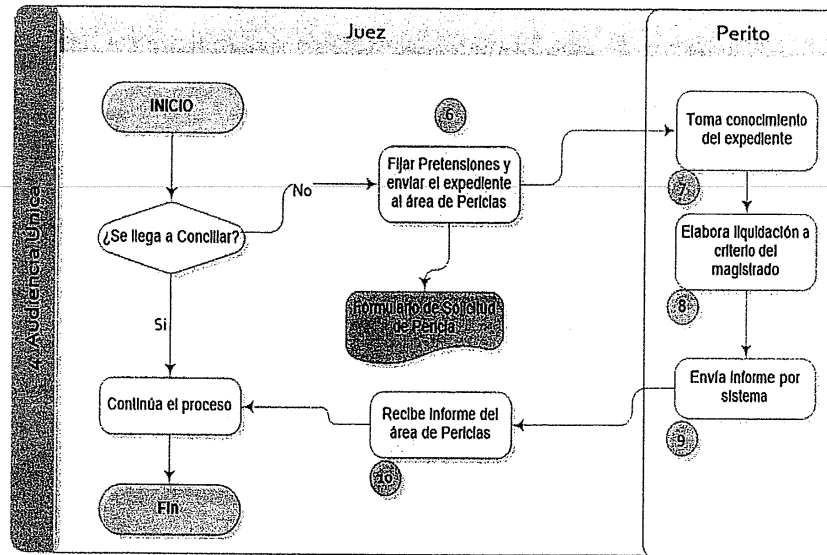 Juez
Perito
4. Audiencia Unica
INICIO
6
Fijar Pretensiones y
enviar el expediente
al área de Pericias
Toma conocimiento
del expediente
7
No
¿Se llega a Conciliar?
Elabora liquidación a
criterio del
magistrado
8
Formulario de Solicitud
de Pericia
Si
Envía informe por
sistema
9
Continúa el proceso
Recibe informe del
área de Pericias
10
Fin